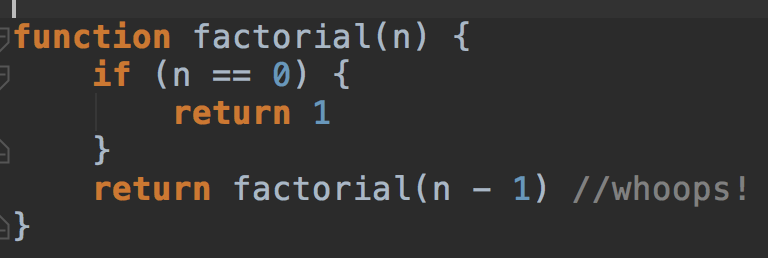 function factorial(n) {
    if (n == 0) {
        return 1
    }
    return factorial(n - 1) //whoops!
}